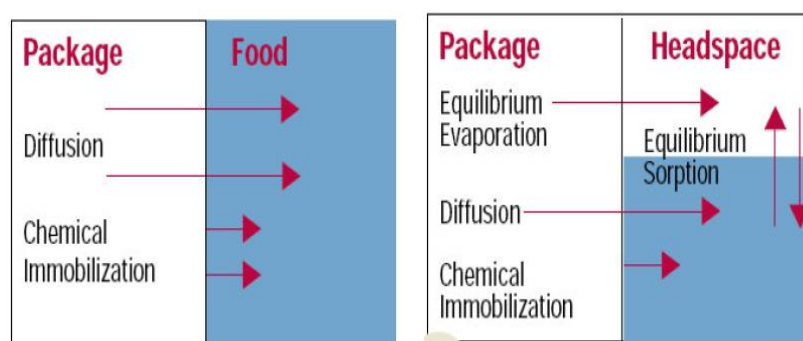 Package Food
Diffusion
Chemical
Immobilization
Package Headspace
Equilibrium
Evaporation
Equilibrium
Sorption
Diffusion
Chemical
Immobilization